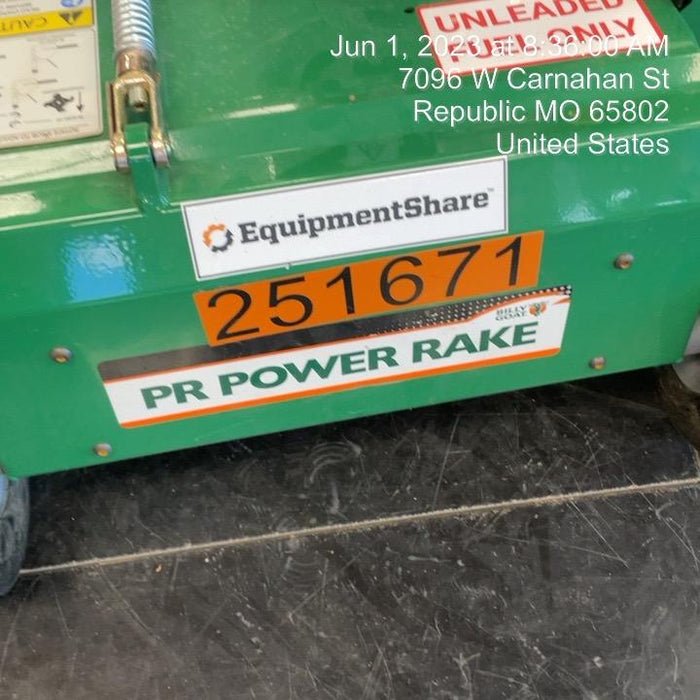 UNLEADED
FUEL ONLY
Jun 1, 2023 at 8:36:00 AM
7096 W Carnahan St
Republic MO 65802
United States
EquipmentShare™
251671
BILLY
GOAT
PR POWER RAKE